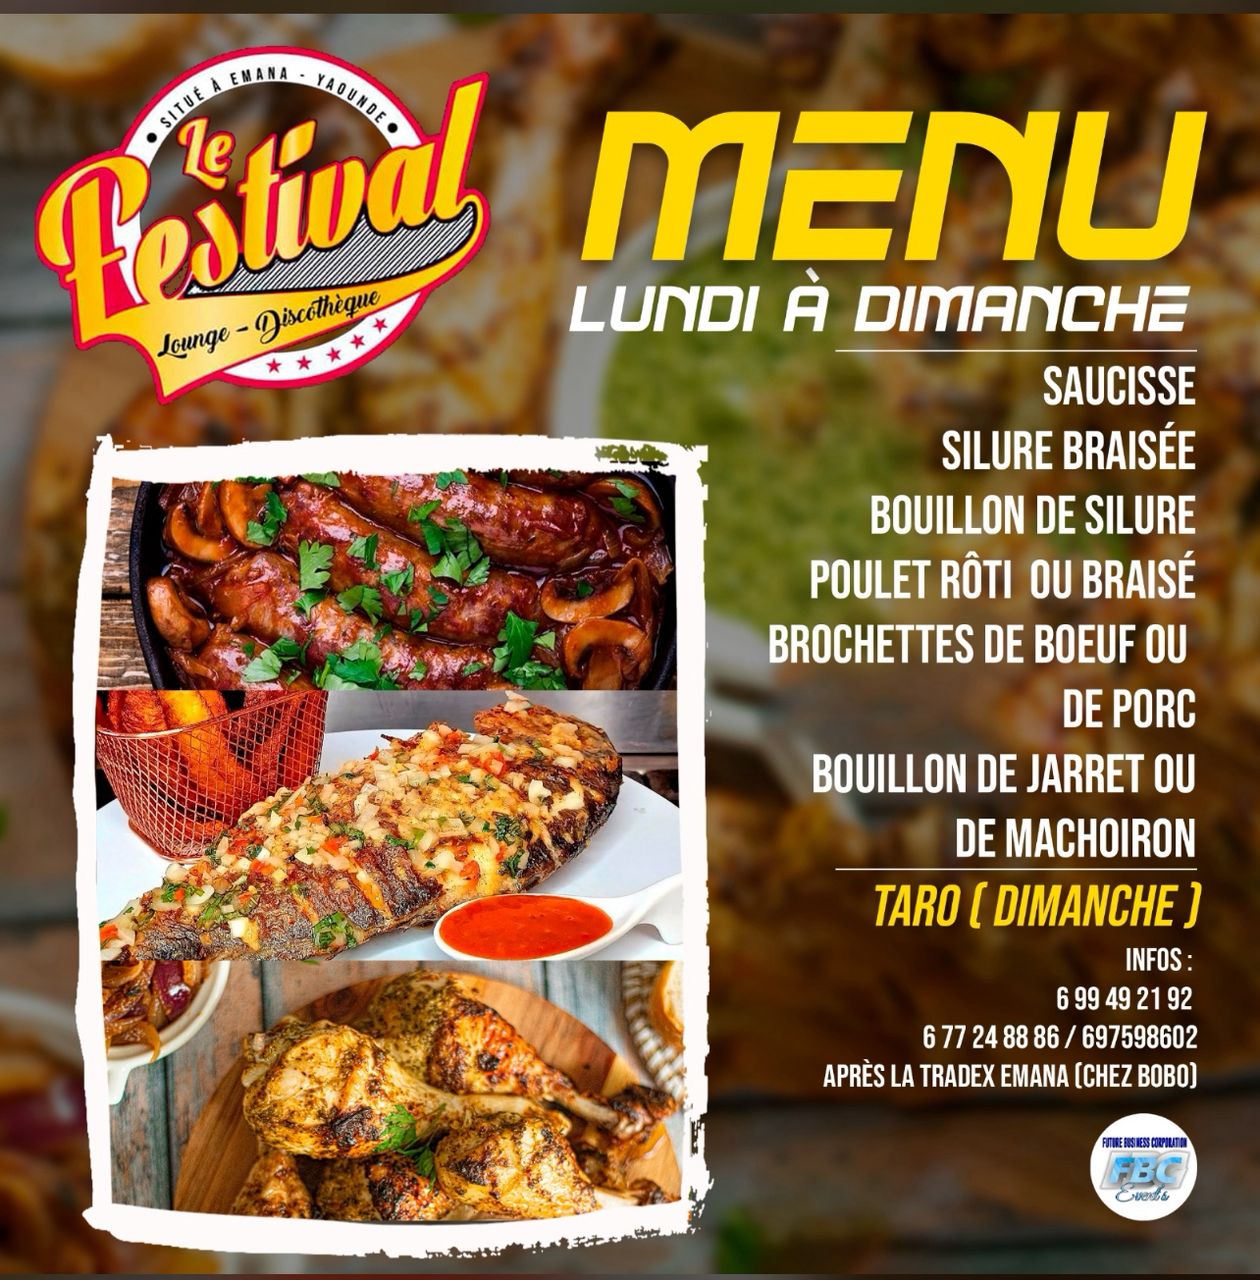 SITUÉ À EMANA - YAOUNDE
Le
Festival
Lounge - Discothèque
MENU
LUNDI À DIMANCHE
SAUCISSE
SILURE BRAISÉE
BOUILLON DE SILURE
POULET RÔTI OU BRAISÉ
BROCHETTES DE BOEUF OU
DE PORC
BOUILLON DE JARRET OU
DE MACHOIRON
TARO ( DIMANCHE )
INFOS :
6 99 49 21 92
6 77 24 88 86 / 697598602
APRÈS LA TRADEX EMANA (CHEZ BOBO)
FUTURE BUSINESS CORPORATION
FBC
Event's